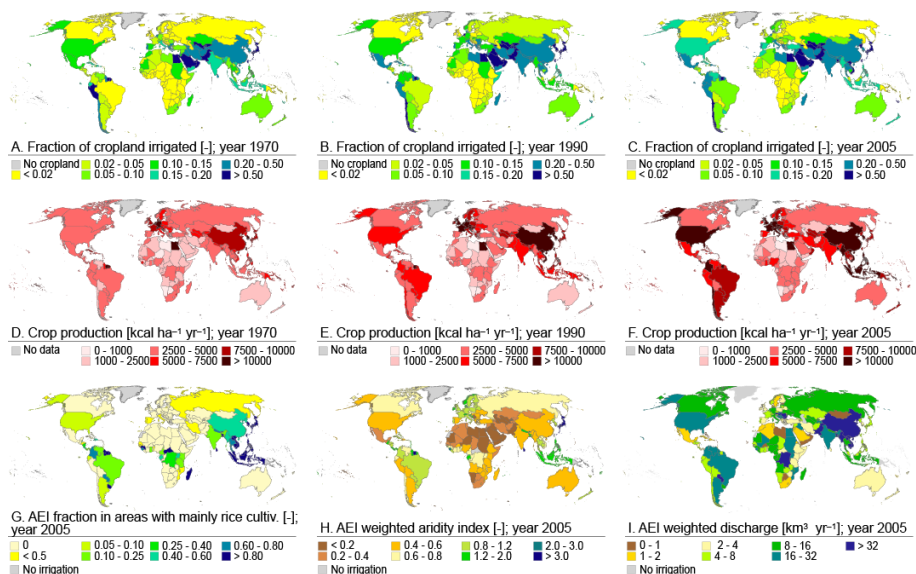 A. Fraction of cropland irrigated [-]; year 1970
No cropland 0.02 - 0.05 0.10 - 0.15 0.20 - 0.50
< 0.02 0.05 - 0.10 0.15 - 0.20 > 0.50
B. Fraction of cropland irrigated [-]; year 1990
No cropland 0.02 - 0.05 0.10 - 0.15 0.20 - 0.50
< 0.02 0.05 - 0.10 0.15 - 0.20 > 0.50
C. Fraction of cropland irrigated [-]; year 2005
No cropland 0.02 - 0.05 0.10 - 0.15 0.20 - 0.50
< 0.02 0.05 - 0.10 0.15 - 0.20 > 0.50
D. Crop production [kcal ha⁻¹ yr⁻¹]; year 1970
No data 0 - 1000 2500 - 5000 7500 - 10000
1000 - 2500 5000 - 7500 > 10000
E. Crop production [kcal ha⁻¹ yr⁻¹]; year 1990
No data 0 - 1000 2500 - 5000 7500 - 10000
1000 - 2500 5000 - 7500 > 10000
F. Crop production [kcal ha⁻¹ yr⁻¹]; year 2005
No data 0 - 1000 2500 - 5000 7500 - 10000
1000 - 2500 5000 - 7500 > 10000
G. AEI fraction in areas with mainly rice cultiv. [-];
year 2005
0 0.05 - 0.10 0.25 - 0.40 0.60 - 0.80
< 0.5 0.10 - 0.25 0.40 - 0.60 > 0.80
No irrigation
H. AEI weighted aridity index [-]; year 2005
< 0.2 0.4 - 0.6 0.8 - 1.2 2.0 - 3.0
0.2 - 0.4 0.6 - 0.8 1.2 - 2.0 > 3.0
No irrigation
I. AEI weighted discharge [km³ yr⁻¹]; year 2005
0 - 1 2 - 4 8 - 16 > 32
1 - 2 4 - 8 16 - 32
No irrigation